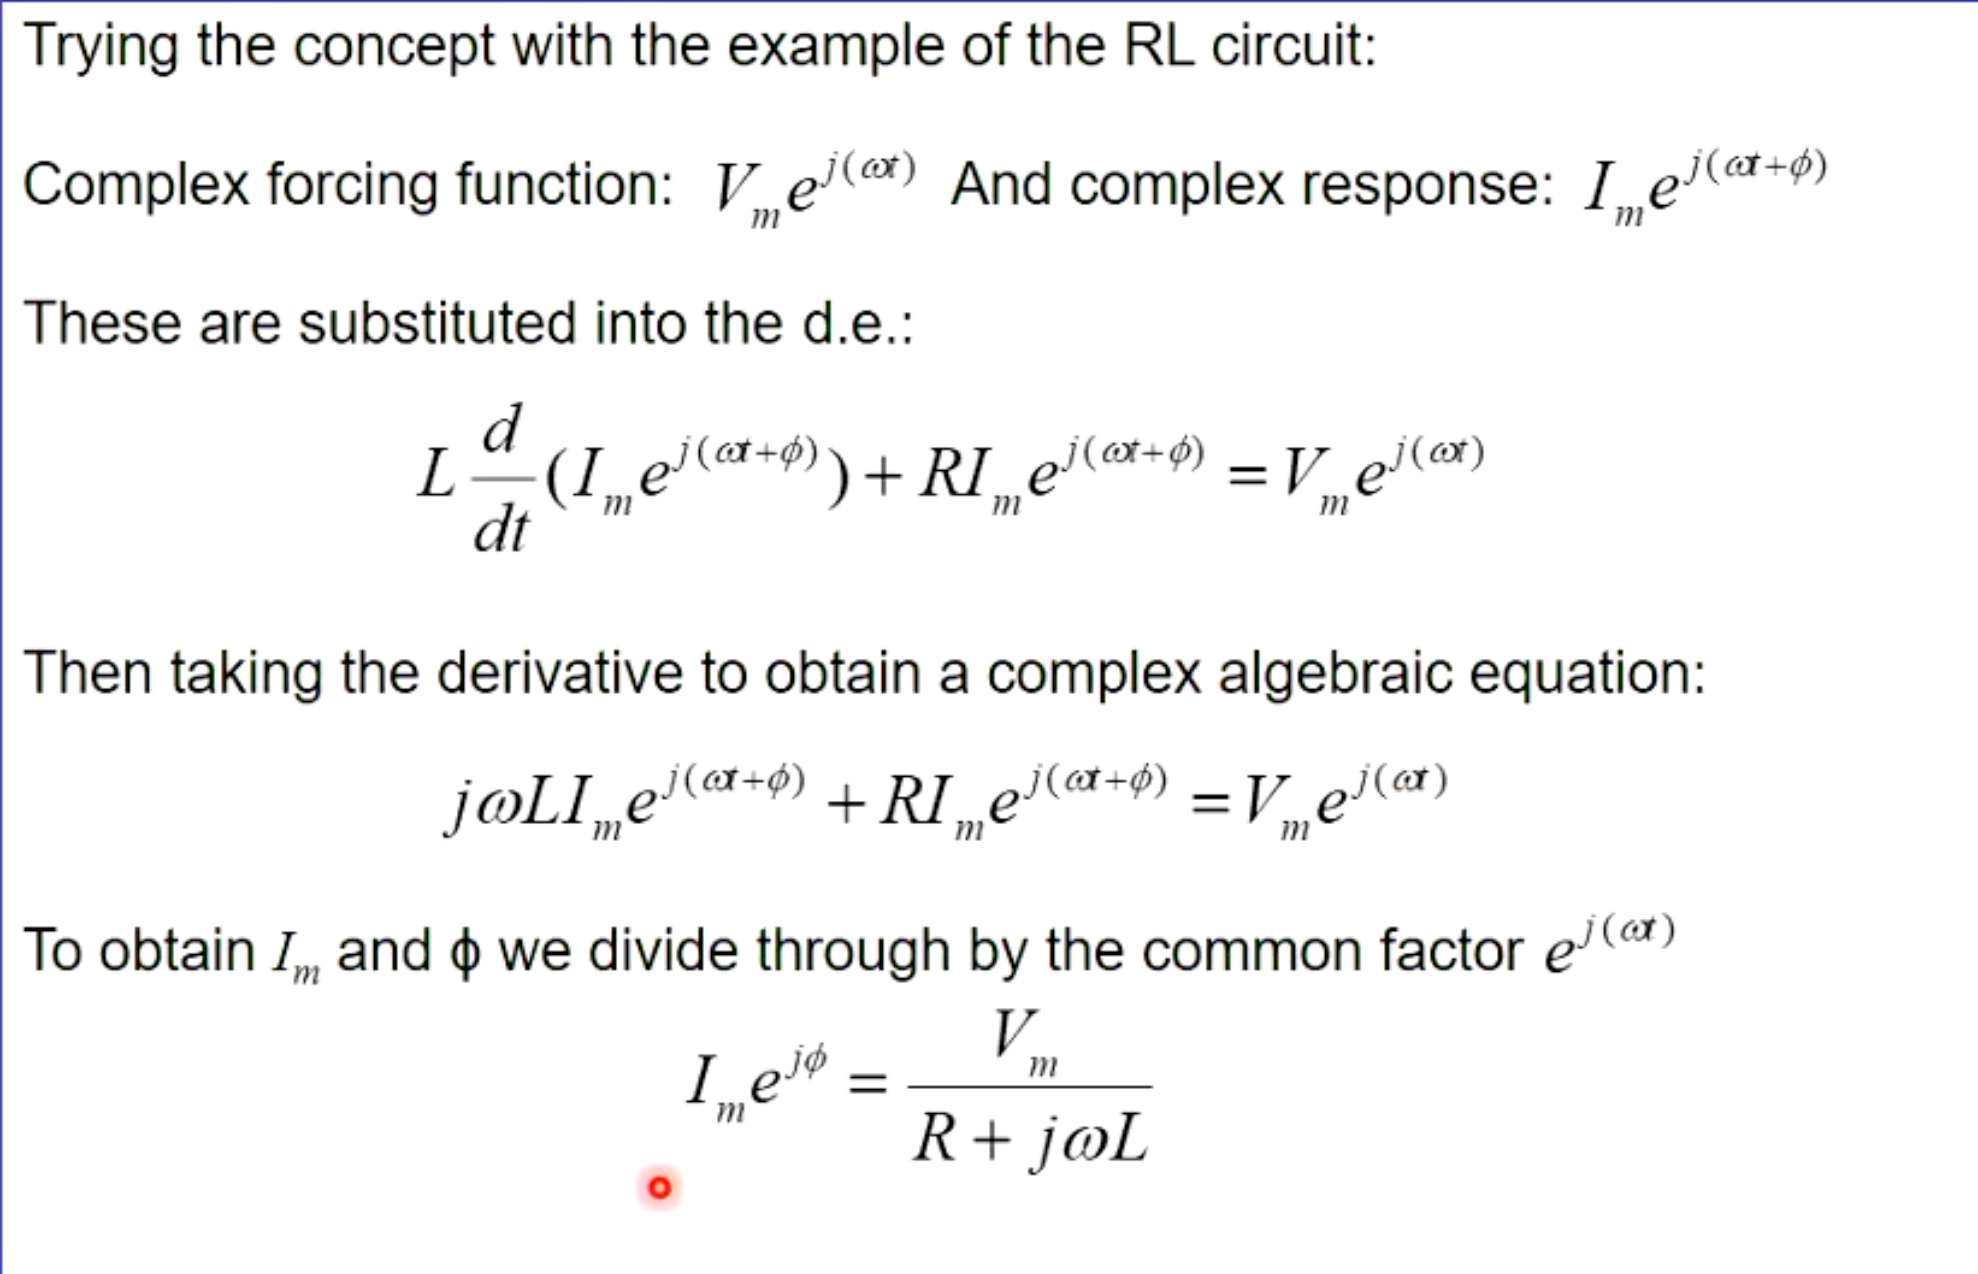 Trying the concept with the example of the RL circuit:
Complex forcing function: $V_m e^{j(\omega t)}$ And complex response: $I_m e^{j(\omega t+\phi)}$
These are substituted into the d.e.:
$L\frac{d}{dt}(I_m e^{j(\omega t+\phi)}) + RI_m e^{j(\omega t+\phi)} = V_m e^{j(\omega t)}$
Then taking the derivative to obtain a complex algebraic equation:
$j\omega LI_m e^{j(\omega t+\phi)} + RI_m e^{j(\omega t+\phi)} = V_m e^{j(\omega t)}$
To obtain $I_m$ and ϕ we divide through by the common factor $e^{j(\omega t)}$
$I_m e^{j\phi} = \frac{V_m}{R + j\omega L}$